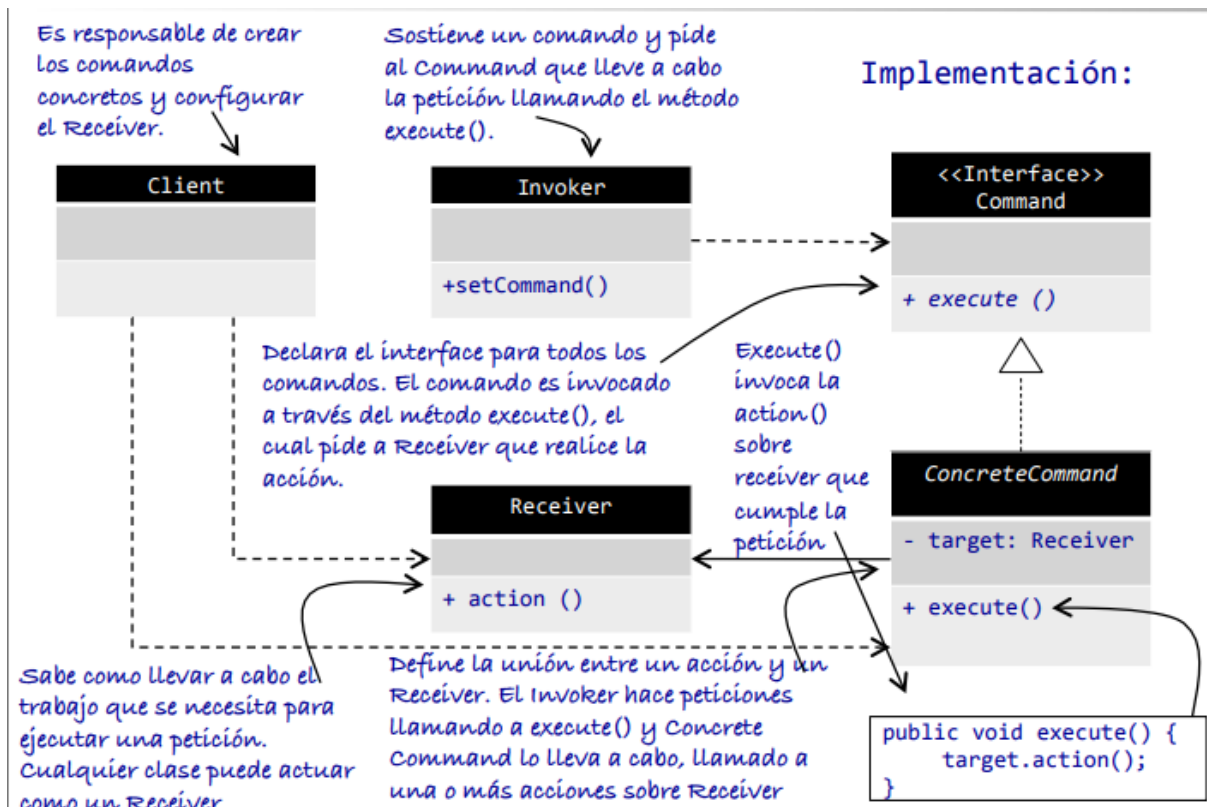 Es responsable de crear
los comandos
concretos y configurar
el Receiver.
Sostiene un comando y pide
al Command que lleve a cabo
la petición llamando el método
execute().
Implementación:
Client
Invoker
+setCommand()
<<Interface>>
Command
+ execute ()
Declara el interface para todos los
comandos. El comando es invocado
a través del método execute(), el
cual pide a Receiver que realice la
acción.
Execute()
invoca la
action()
sobre
receiver que
cumple la
petición
Receiver
+ action ()
ConcreteCommand
- target: Receiver
+ execute()
Sabe como llevar a cabo el
trabajo que se necesita para
ejecutar una petición.
Cualquier clase puede actuar
como un Receiver
Define la unión entre un acción y un
Receiver. El Invoker hace peticiones
llamando a execute() y Concrete
Command lo lleva a cabo, llamado a
una o más acciones sobre Receiver
public void execute() {
target.action();
}